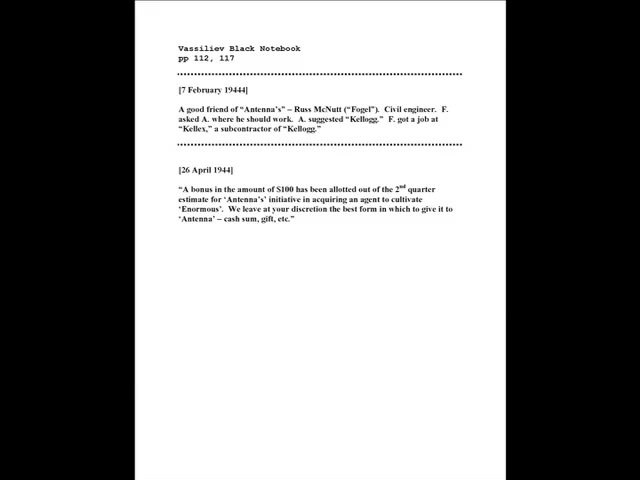 Vassiliev Black Notebook
pp 112, 117
[7 February 19444]
A good friend of “Antenna’s” – Russ McNutt (“Fogel”). Civil engineer. F.
asked A. where he should work. A. suggested “Kellogg.” F. got a job at
“Kellex,” a subcontractor of “Kellogg.”
[26 April 1944]
“A bonus in the amount of $100 has been allotted out of the 2nd quarter
estimate for ‘Antenna’s’ initiative in acquiring an agent to cultivate
‘Enormous’. We leave at your discretion the best form in which to give it to
‘Antenna’ – cash sum, gift, etc.”